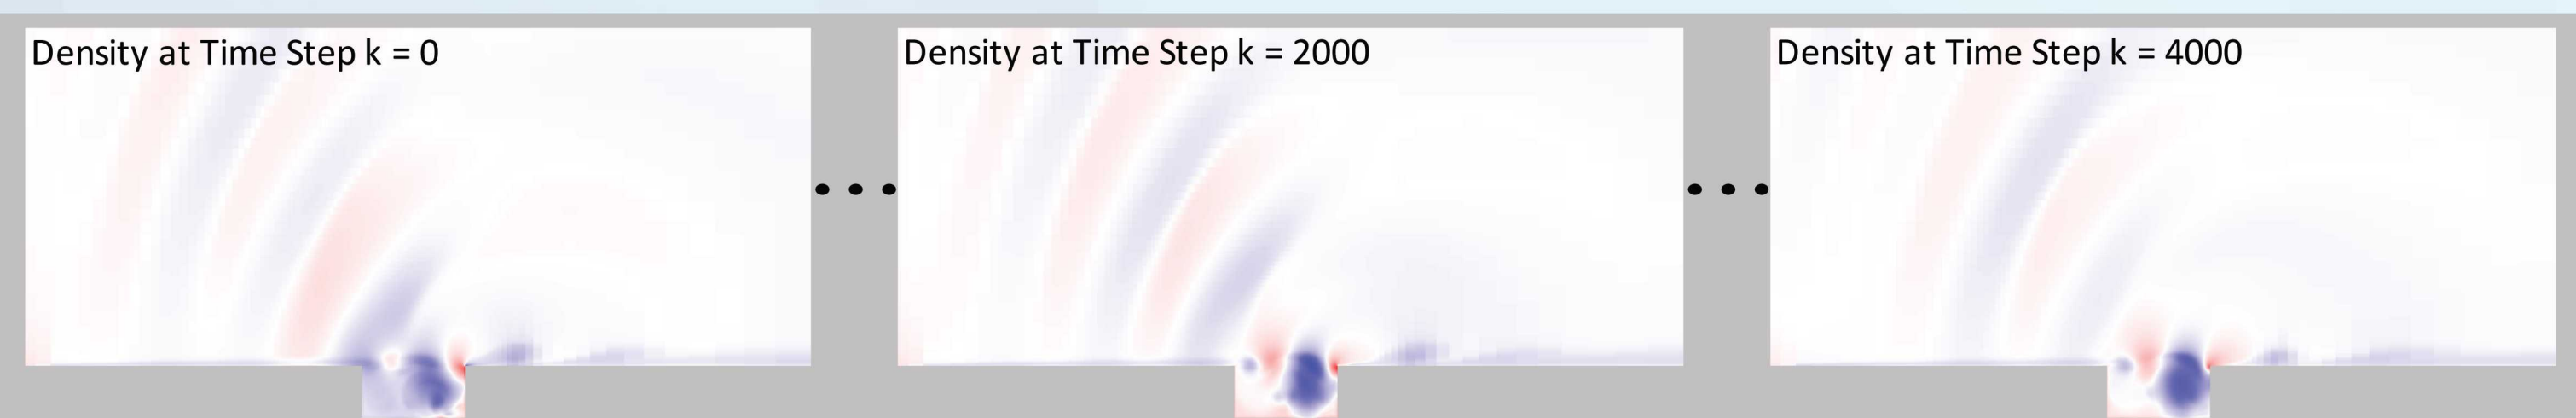 Density at Time Step k = 0
Density at Time Step k = 2000
Density at Time Step k = 4000